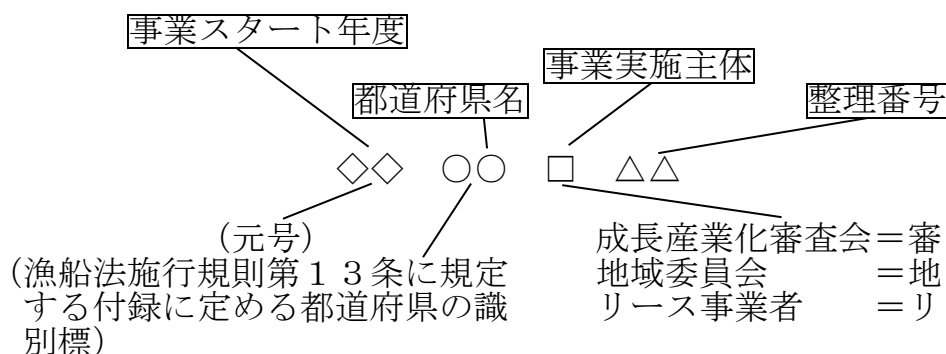 事業スタート年度
事業実施主体
都道府県名
整理番号
◇◇　○○　□　△△
（元号）
（漁船法施行規則第１３条に規定
する付録に定める都道府県の識
別標）
成長産業化審査会＝審
地域委員会　　　＝地
リース事業者　　＝リ